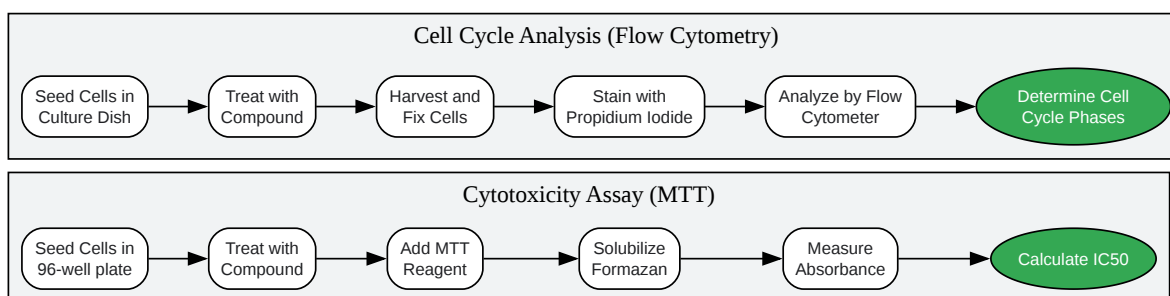 Cell Cycle Analysis (Flow Cytometry)
Seed Cells in
Culture Dish
Treat with
Compound
Harvest and
Fix Cells
Stain with
Propidium Iodide
Analyze by Flow
Cytometer
Determine Cell
Cycle Phases
Cytotoxicity Assay (MTT)
Seed Cells in
96-well plate
Treat with
Compound
Add MTT
Reagent
Solubilize
Formazan
Measure
Absorbance
Calculate IC50